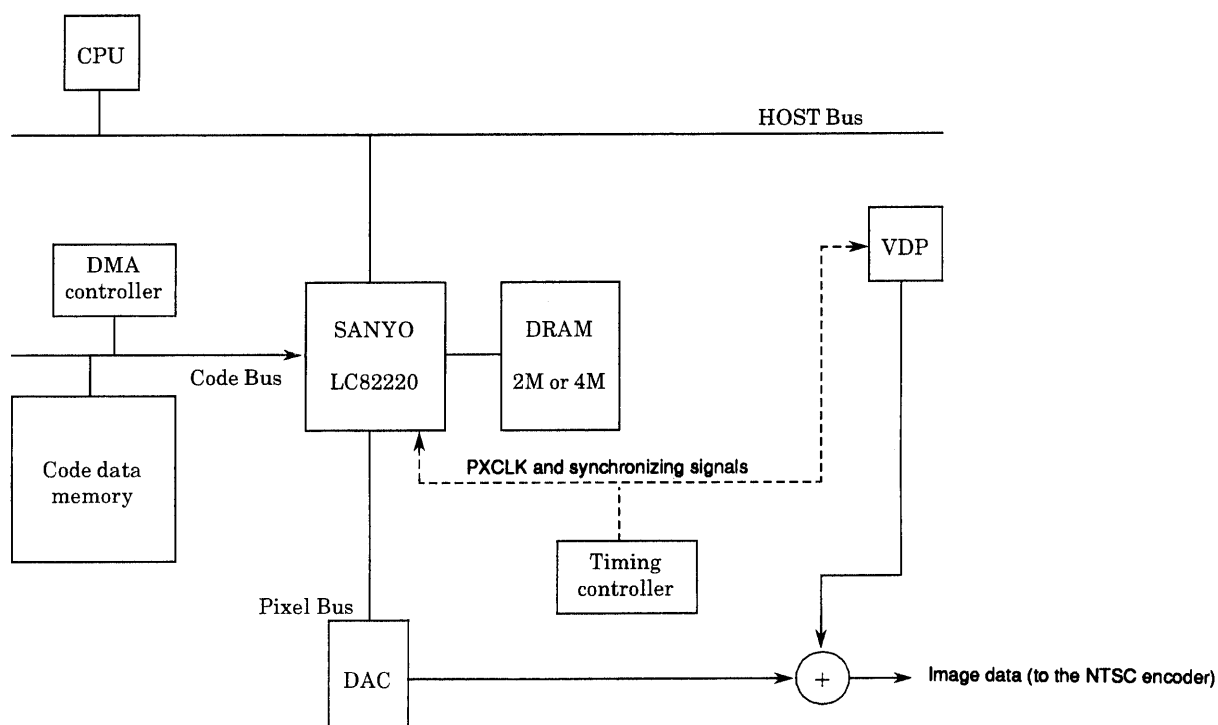 CPU
HOST Bus
VDP
DMA
controller
SANYO
LC82220
DRAM
2M or 4M
Code Bus
Code data
memory
PXCLK and synchronizing signals
Timing
controller
Pixel Bus
DAC
+
Image data (to the NTSC encoder)